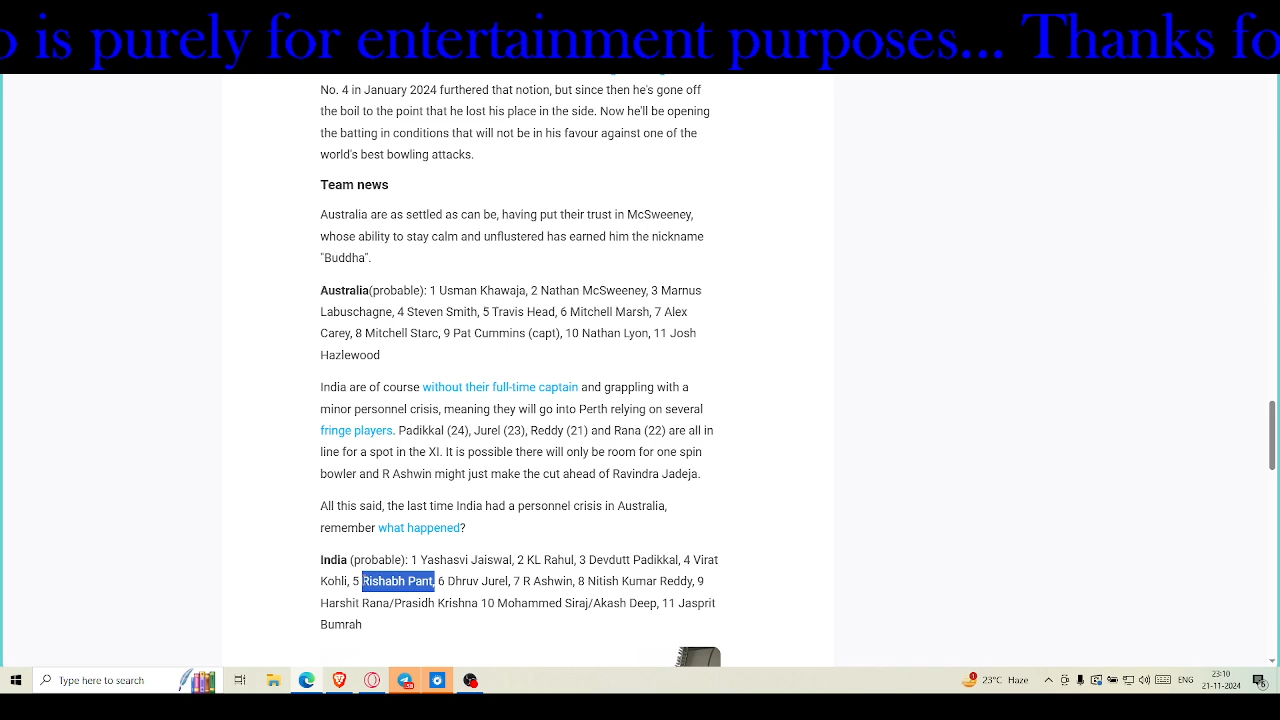 o is purely for entertainment purposes... Thanks fo
No. 4 in January 2024 furthered that notion, but since then he's gone off
the boil to the point that he lost his place in the side. Now he'll be opening
the batting in conditions that will not be in his favour against one of the
world's best bowling attacks.
Team news
Australia are as settled as can be, having put their trust in McSweeney,
whose ability to stay calm and unflustered has earned him the nickname
"Buddha".
Australia(probable): 1 Usman Khawaja, 2 Nathan McSweeney, 3 Marnus
Labuschagne, 4 Steven Smith, 5 Travis Head, 6 Mitchell Marsh, 7 Alex
Carey, 8 Mitchell Starc, 9 Pat Cummins (capt), 10 Nathan Lyon, 11 Josh
Hazlewood
India are of course without their full-time captain and grappling with a
minor personnel crisis, meaning they will go into Perth relying on several
fringe players. Padikkal (24), Jurel (23), Reddy (21) and Rana (22) are all in
line for a spot in the XI. It is possible there will only be room for one spin
bowler and R Ashwin might just make the cut ahead of Ravindra Jadeja.
All this said, the last time India had a personnel crisis in Australia,
remember what happened?
India (probable): 1 Yashasvi Jaiswal, 2 KL Rahul, 3 Devdutt Padikkal, 4 Virat
Kohli, 5 Rishabh Pant, 6 Dhruv Jurel, 7 R Ashwin, 8 Nitish Kumar Reddy, 9
Harshit Rana/Prasidh Krishna 10 Mohammed Siraj/Akash Deep, 11 Jasprit
Bumrah
Type here to search
23°C Haze
ENG
23:10
21-11-2024